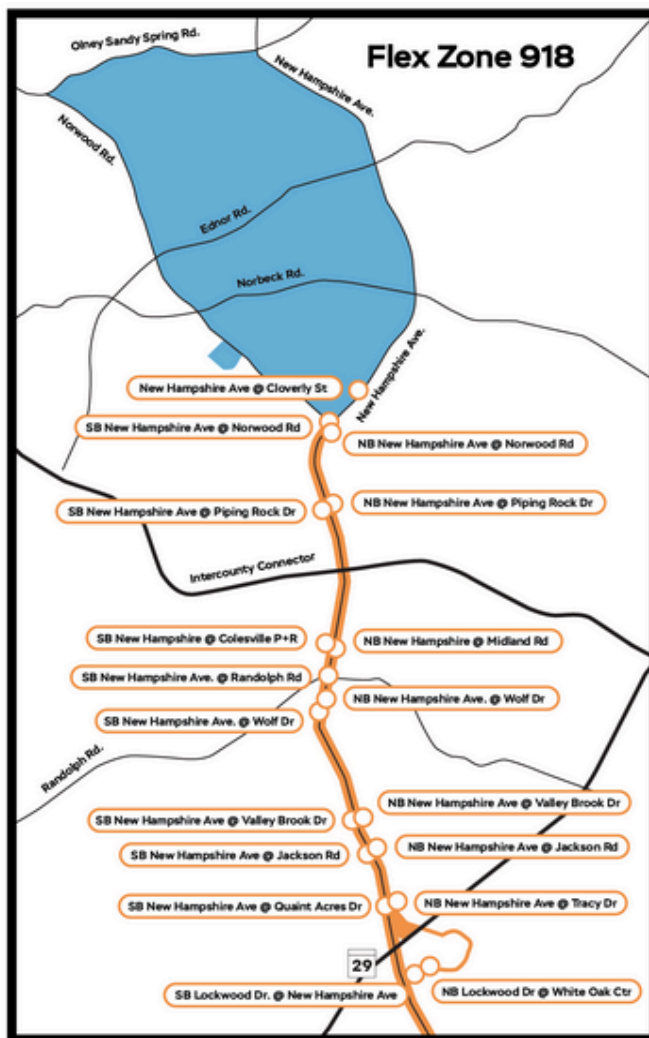 Olney Sandy Spring Rd.
Flex Zone 918
New Hampshire Ave.
Norwood Rd.
Ednor Rd.
Norbeck Rd.
New Hampshire Ave.
New Hampshire Ave @ Cloverly St
SB New Hampshire Ave @ Norwood Rd
NB New Hampshire Ave @ Norwood Rd
SB New Hampshire Ave @ Piping Rock Dr
NB New Hampshire Ave @ Piping Rock Dr
Intercounty Connector
SB New Hampshire @ Colesville P+R
NB New Hampshire @ Midland Rd
SB New Hampshire Ave. @ Randolph Rd
NB New Hampshire Ave. @ Wolf Dr
SB New Hampshire Ave. @ Wolf Dr
Randolph Rd.
NB New Hampshire Ave @ Valley Brook Dr
SB New Hampshire Ave @ Valley Brook Dr
NB New Hampshire Ave @ Jackson Rd
SB New Hampshire Ave @ Jackson Rd
NB New Hampshire Ave @ Tracy Dr
SB New Hampshire Ave @ Quaint Acres Dr
29
SB Lockwood Dr. @ New Hampshire Ave
NB Lockwood Dr @ White Oak Ctr